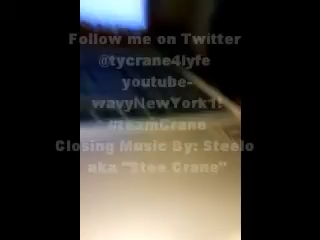 Follow me on Twitter
@tycrane4lyfe
youtube-
wavyNewYork1!
#teamCrane
Closing Music By: Steelo
aka "Stee Crane"